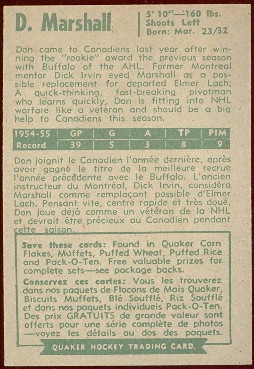 D. Marshall
5' 10"—160 lbs.
Shoots Left
Born: Mar. 23/32
Don came to Canadiens last year after win-
ning the "rookie" award the previous season
with Buffalo of the AHL. Former Montreal
mentor Dick Irvin eyed Marshall as a pos-
sible replacement for departed Elmer Lach;
A quick-thinking, fast-breaking pivotman
who learns quickly, Don is fitting into NHL
warfare like a veteran and should be a big
help to Canadiens this season.
1954-55 GP G A TP PIM
Record 39 5 3 8 9
Don joignit le Canadien l'année dernière, après
avoir gagné le titre de la meilleure recrue
l'année précédente avec le Buffalo. L'ancien
instructeur du Montréal, Dick Irvin, considéra
Marshall comme remplaçant possible d'Elmer
Lach. Pensant vite, centre rapide et très doué,
Don joue déjà comme un vétéran de la NHL
et devrait être précieux au Canadien pendant
cette saison.
Save these cards: Found in Quaker Corn
Flakes, Muffets, Puffed Wheat, Puffed Rice
and Pack-O-Ten. Free valuable prizes for
complete sets—see package backs.
Conservez ces cartes: Vous les trouverez
dans nos paquets de Flocons de Mais Quaker,
Biscuits Muffets, Blé Soufflé, Riz Soufflé
et dans nos paquets individuels Pack-O-Ten.
Des prix GRATUITS de grande valeur sont
offerts pour une série complète de photos
—voyez les détails au dos des paquets.
QUAKER HOCKEY TRADING CARD.